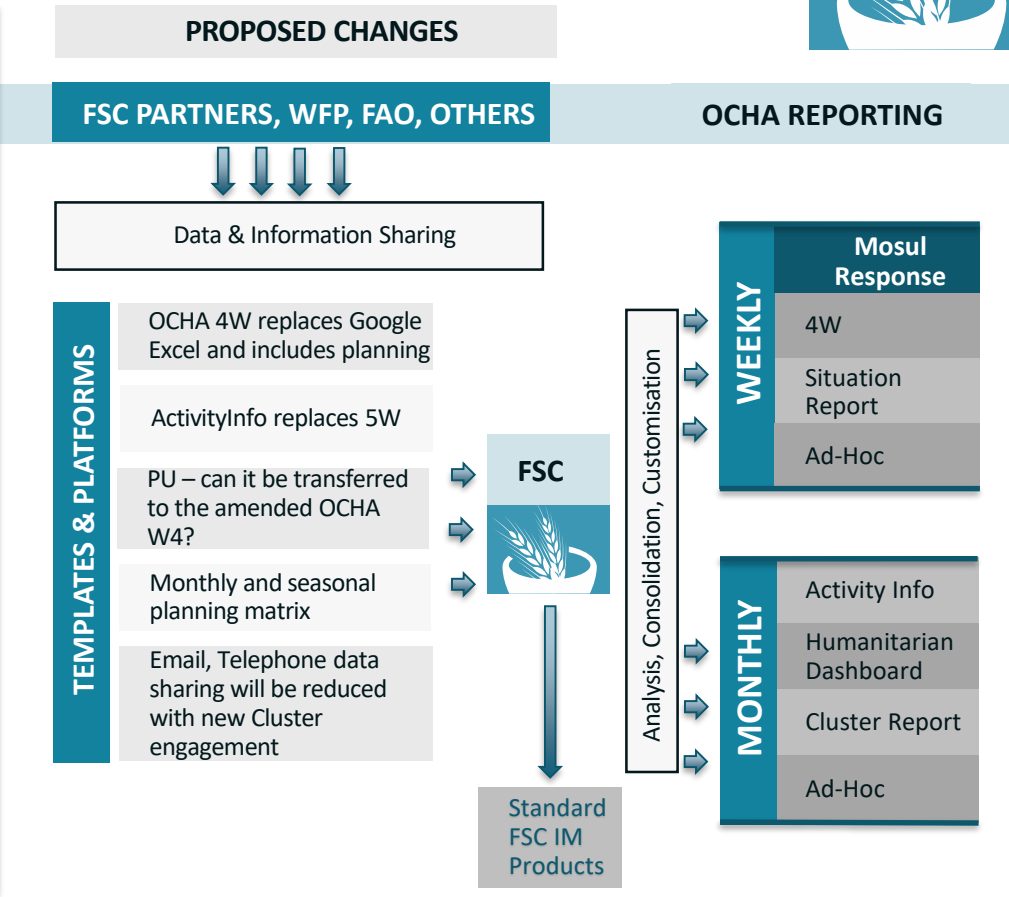 PROPOSED CHANGES
FSC PARTNERS, WFP, FAO, OTHERS
OCHA REPORTING
Data & Information Sharing
TEMPLATES & PLATFORMS
OCHA 4W replaces Google
Excel and includes planning
ActivityInfo replaces 5W
PU – can it be transferred
to the amended OCHA
W4?
Monthly and seasonal
planning matrix
Email, Telephone data
sharing will be reduced
with new Cluster
engagement
FSC
Standard
FSC IM
Products
Analysis, Consolidation, Customisation
WEEKLY
Mosul
Response
4W
Situation
Report
Ad-Hoc
MONTHLY
Activity Info
Humanitarian
Dashboard
Cluster Report
Ad-Hoc